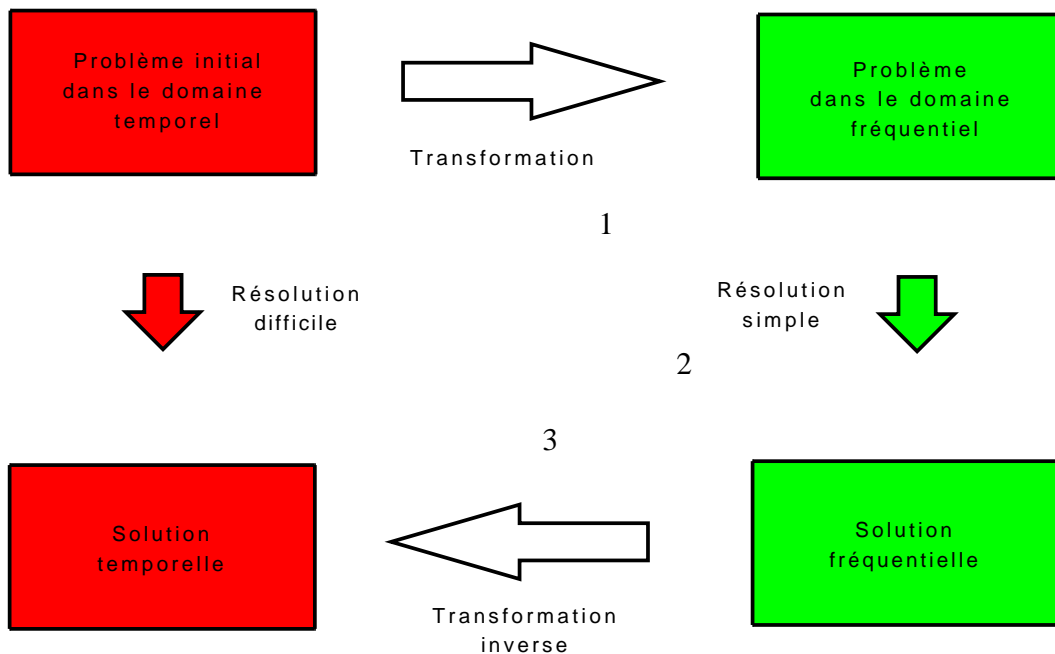 Problème initial
dans le domaine
temporel
Transformation
Problème
dans le domaine
fréquentiel
1
Résolution
difficile
Résolution
simple
2
3
Solution
temporelle
Transformation
inverse
Solution
fréquentielle